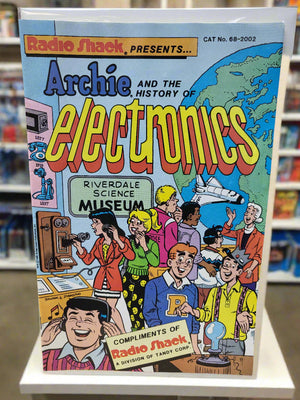 Radio Shack PRESENTS...
CAT No. 68-2002
Archie AND THE
HISTORY OF
electronics
RIVERDALE
SCIENCE
MUSEUM
R
COMPLIMENTS OF
Radio Shack
A DIVISION OF TANDY CORP.